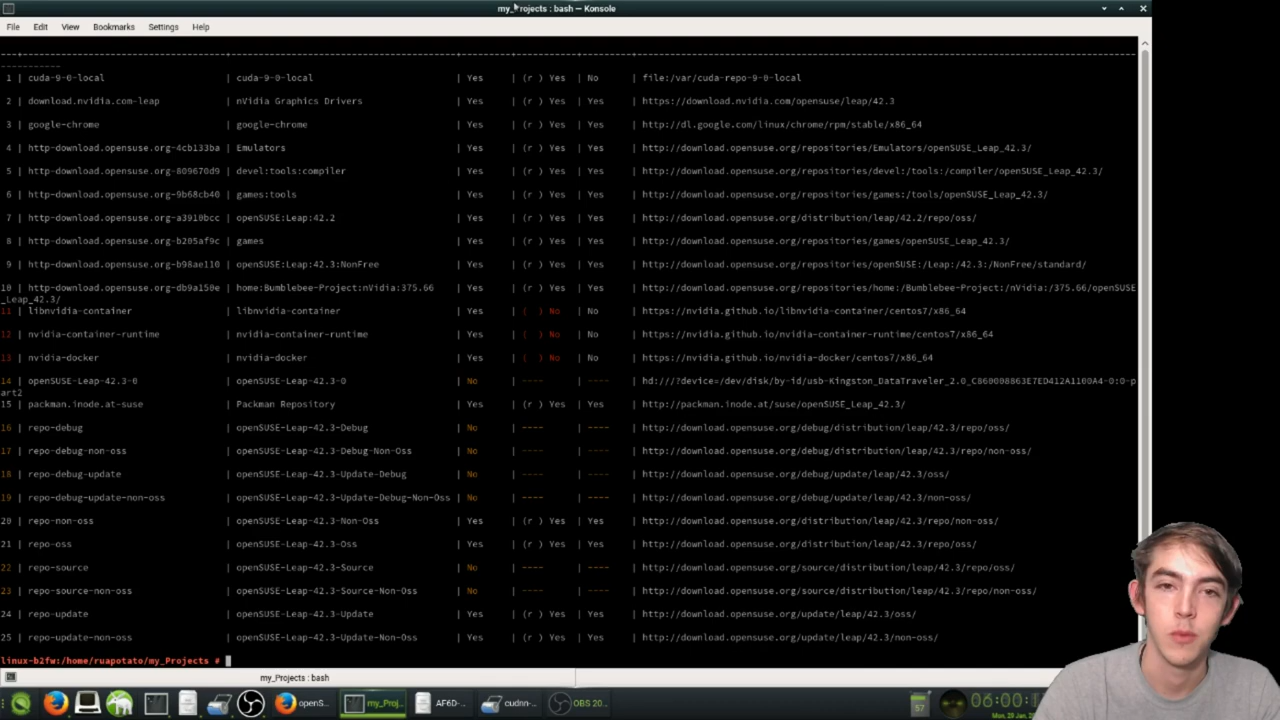 my_Projects : bash — Konsole
File Edit View Bookmarks Settings Help
1 | cuda-9-0-local | cuda-9-0-local | Yes | (r ) Yes | No | file:/var/cuda-repo-9-0-local
2 | download.nvidia.com-leap | nVidia Graphics Drivers | Yes | (r ) Yes | Yes | https://download.nvidia.com/opensuse/leap/42.3
3 | google-chrome | google-chrome | Yes | (r ) Yes | Yes | http://dl.google.com/linux/chrome/rpm/stable/x86_64
4 | http-download.opensuse.org-4cb133ba | Emulators | Yes | (r ) Yes | Yes | http://download.opensuse.org/repositories/Emulators/openSUSE_Leap_42.3/
5 | http-download.opensuse.org-809670d9 | devel:tools:compiler | Yes | (r ) Yes | Yes | http://download.opensuse.org/repositories/devel:/tools:/compiler/openSUSE_Leap_42.3/
6 | http-download.opensuse.org-9b68cb40 | games:tools | Yes | (r ) Yes | Yes | http://download.opensuse.org/repositories/games:/tools/openSUSE_Leap_42.3/
7 | http-download.opensuse.org-a3910bcc | openSUSE:Leap:42.2 | Yes | (r ) Yes | Yes | http://download.opensuse.org/distribution/leap/42.2/repo/oss/
8 | http-download.opensuse.org-b205af9c | games | Yes | (r ) Yes | Yes | http://download.opensuse.org/repositories/games/openSUSE_Leap_42.3/
9 | http-download.opensuse.org-b98ae110 | openSUSE:Leap:42.3:NonFree | Yes | (r ) Yes | Yes | http://download.opensuse.org/repositories/openSUSE:/Leap:/42.3:/NonFree/standard/
10 | http-download.opensuse.org-db9a150e | home:Bumblebee-Project:nVidia:375.66 | Yes | (r ) Yes | Yes | http://download.opensuse.org/repositories/home:/Bumblebee-Project:/nVidia:/375.66/openSUSE
_Leap_42.3/
11 | libnvidia-container | libnvidia-container | Yes | ( ) No | No | https://nvidia.github.io/libnvidia-container/centos7/x86_64
12 | nvidia-container-runtime | nvidia-container-runtime | Yes | ( ) No | No | https://nvidia.github.io/nvidia-container-runtime/centos7/x86_64
13 | nvidia-docker | nvidia-docker | Yes | ( ) No | No | https://nvidia.github.io/nvidia-docker/centos7/x86_64
14 | openSUSE-Leap-42.3-0 | openSUSE-Leap-42.3-0 | No | ---- | ---- | hd:///?device=/dev/disk/by-id/usb-Kingston_DataTraveler_2.0_C860008863E7ED412A1100A4-0:0-p
art2
15 | packman.inode.at-suse | Packman Repository | Yes | (r ) Yes | Yes | http://packman.inode.at/suse/openSUSE_Leap_42.3/
16 | repo-debug | openSUSE-Leap-42.3-Debug | No | ---- | ---- | http://download.opensuse.org/debug/distribution/leap/42.3/repo/oss/
17 | repo-debug-non-oss | openSUSE-Leap-42.3-Debug-Non-Oss | No | ---- | ---- | http://download.opensuse.org/debug/distribution/leap/42.3/repo/non-oss/
18 | repo-debug-update | openSUSE-Leap-42.3-Update-Debug | No | ---- | ---- | http://download.opensuse.org/debug/update/leap/42.3/oss/
19 | repo-debug-update-non-oss | openSUSE-Leap-42.3-Update-Debug-Non-Oss | No | ---- | ---- | http://download.opensuse.org/debug/update/leap/42.3/non-oss/
20 | repo-non-oss | openSUSE-Leap-42.3-Non-Oss | Yes | (r ) Yes | Yes | http://download.opensuse.org/distribution/leap/42.3/repo/non-oss/
21 | repo-oss | openSUSE-Leap-42.3-Oss | Yes | (r ) Yes | Yes | http://download.opensuse.org/distribution/leap/42.3/repo/oss/
22 | repo-source | openSUSE-Leap-42.3-Source | No | ---- | ---- | http://download.opensuse.org/source/distribution/leap/42.3/repo/oss/
23 | repo-source-non-oss | openSUSE-Leap-42.3-Source-Non-Oss | No | ---- | ---- | http://download.opensuse.org/source/distribution/leap/42.3/repo/non-oss/
24 | repo-update | openSUSE-Leap-42.3-Update | Yes | (r ) Yes | Yes | http://download.opensuse.org/update/leap/42.3/oss/
25 | repo-update-non-oss | openSUSE-Leap-42.3-Update-Non-Oss | Yes | (r ) Yes | Yes | http://download.opensuse.org/update/leap/42.3/non-oss/
linux-b2fw:/home/ruapotato/my_Projects #
my_Projects : bash
openS... my_Proj... AF6D-... cudnn-... OBS 20... 57 06:00:1
Mon, 29 Jan,